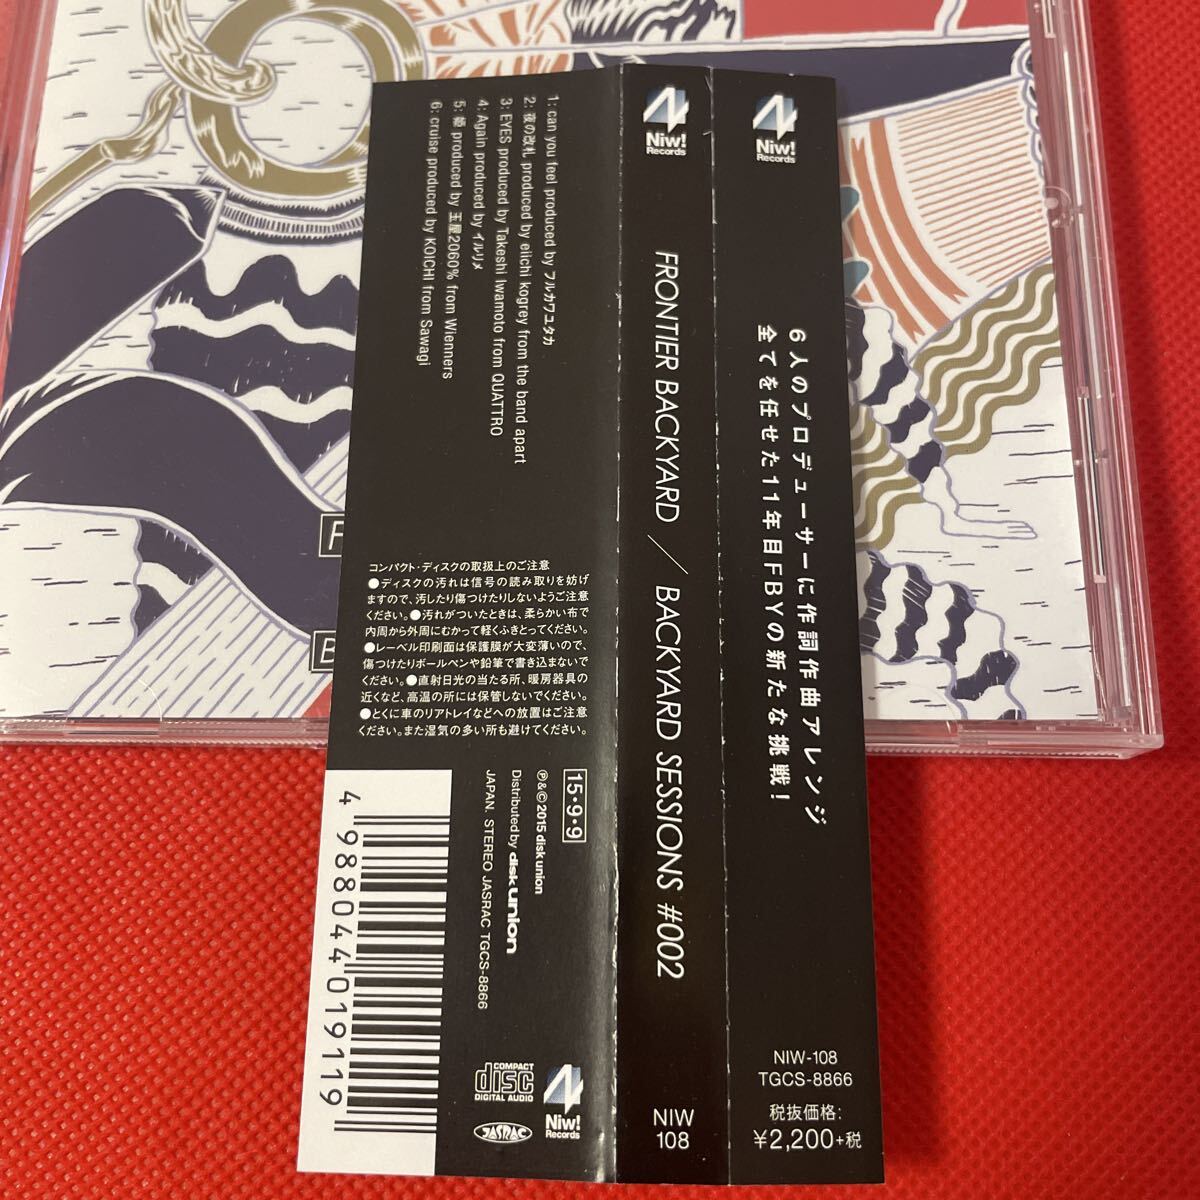 1: can you feel produced by フルカワユタカ
2: 夜の改札 produced by eiichi kogrey from the band apart
3: EYES produced by Takeshi Iwamoto from QUATTRO
4: Again produced by イルリメ
5: 姫 produced by 玉屋2060% from Wienners
6: cruise produced by KOICHI from Sawagi
コンパクト・ディスクの取扱上のご注意
●ディスクの汚れは信号の読み取りを妨げ
ますので、汚したり傷つけたりしないようご注意
ください。●汚れがついたときは、柔らかい布で
内周から外周にむかって軽くふきとってください。
●レーベル印刷面は保護膜が大変薄いので、
傷つけたりボールペンや鉛筆で書き込まないで
ください。●直射日光の当たる所、暖房器具の
近くなど、高温の所には保管しないでください。
●とくに車のリアトレイなどへの放置はご注意
ください。また湿気の多い所も避けてください。
15・9・9
℗&© 2015 disk union
Distributed by diskunion
JAPAN. STEREO JASRAC TGCS-8866
4988044019119
COMPACT
disc
DIGITAL AUDIO
JASRAC
Niw!
Records
Niw!
Records
FRONTIER BACKYARD / BACKYARD SESSIONS #002
NIW
108
Niw!
Records
6人のプロデューサーに作詞作曲アレンジ
全てを任せた11年目FBYの新たな挑戦!
NIW-108
TGCS-8866
税抜価格:
¥2,200+税
F
B